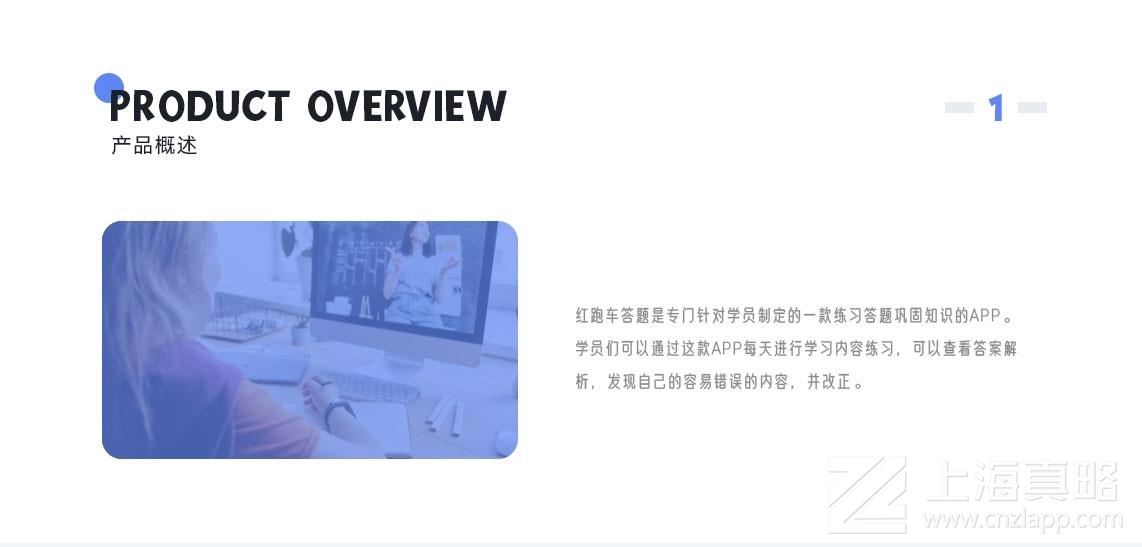 PRODUCT OVERVIEW
产品概述
1
红跑车答题是专门针对学员制定的一款练习答题巩固知识的APP。
学员们可以通过这款APP每天进行学习内容练习，可以查看答案解
析，发现自己的容易错误的内容，并改正。
上海真略
www.cnzlapp.com